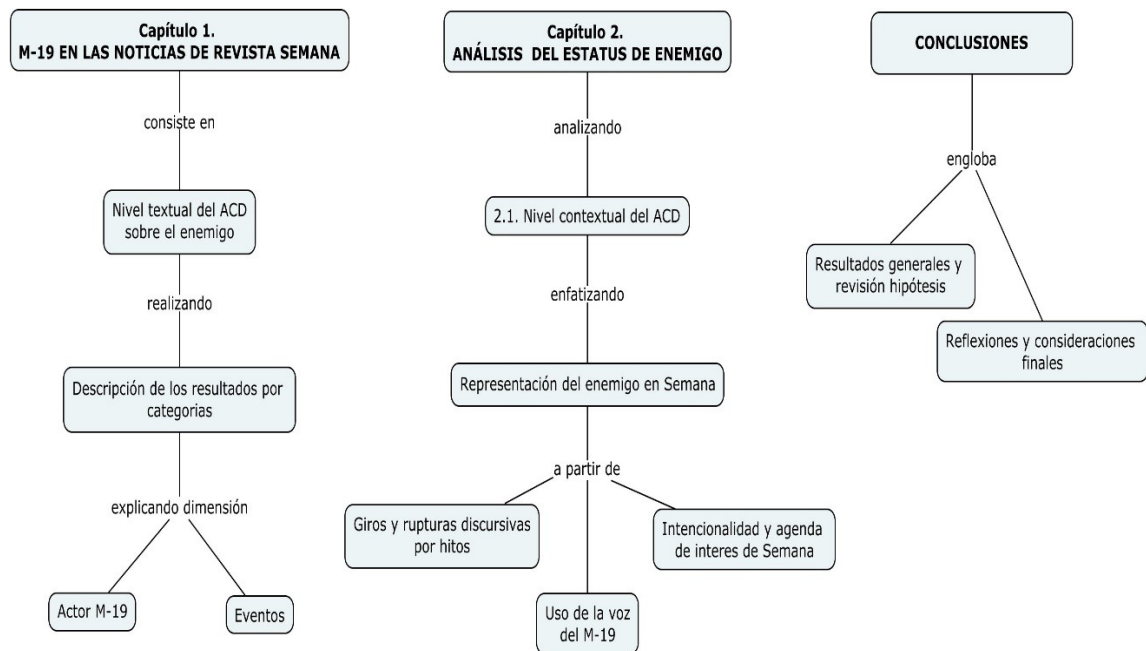 Capítulo 1.
M-19 EN LAS NOTICIAS DE REVISTA SEMANA
consiste en
Nivel textual del ACD
sobre el enemigo
realizando
Descripción de los resultados por
categorias
explicando dimensión
Actor M-19
Eventos
Capítulo 2.
ANÁLISIS DEL ESTATUS DE ENEMIGO
analizando
2.1. Nivel contextual del ACD
enfatizando
Representación del enemigo en Semana
a partir de
Giros y rupturas discursivas
por hitos
Uso de la voz
del M-19
Intencionalidad y agenda
de interes de Semana
CONCLUSIONES
engloba
Resultados generales y
revisión hipótesis
Reflexiones y consideraciones
finales